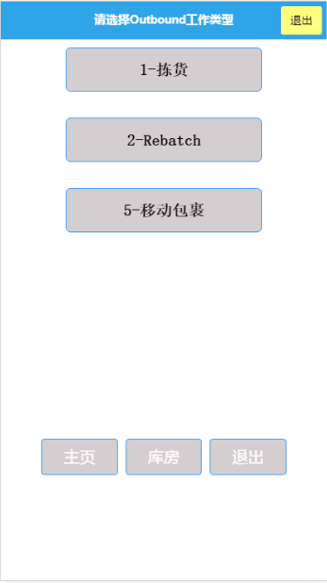 请选择Outbound工作类型 退出
1-拣货
2-Rebatch
5-移动包裹
主页 库房 退出